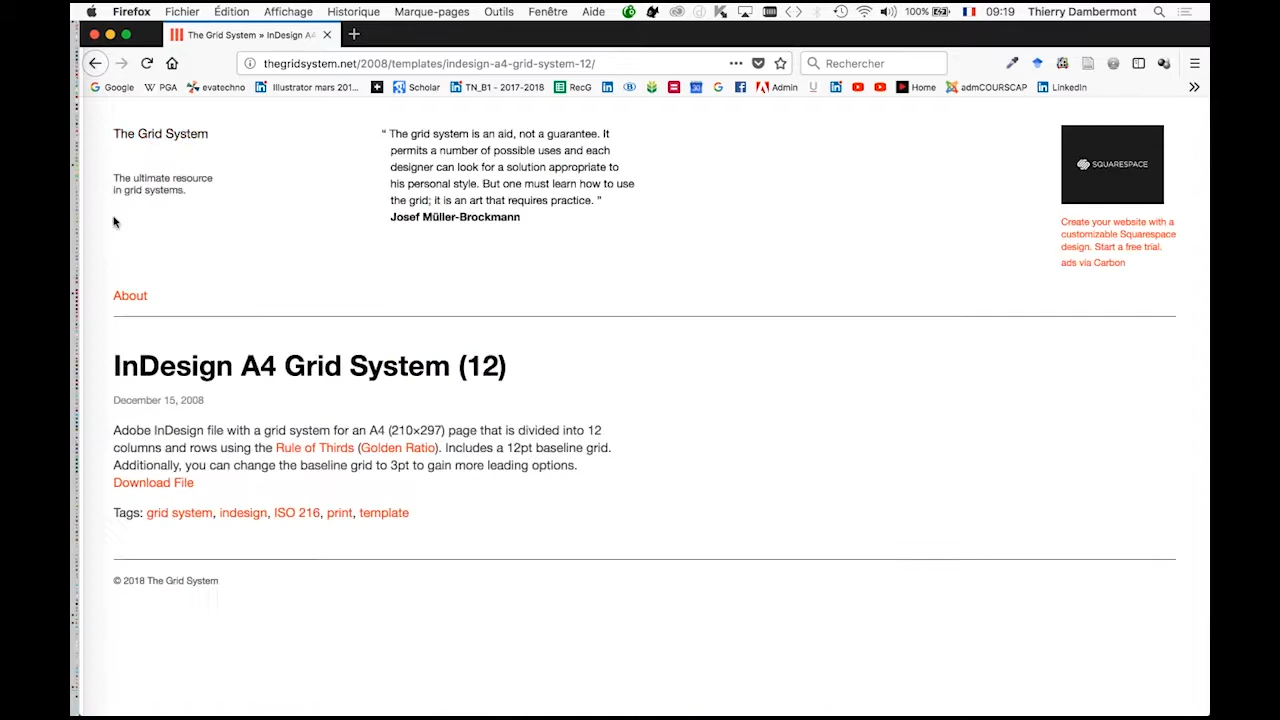 Firefox Fichier Édition Affichage Historique Marque-pages Outils Fenêtre Aide 100% 09:19 Thierry Dambermont
The Grid System » InDesign A4
thegridsystem.net/2008/templates/indesign-a4-grid-system-12/
Rechercher
Google PGA evatechno Illustrator mars 201... Scholar TN_B1 - 2017-2018 RecG Admin Home admCOURSCAP LinkedIn
The Grid System
The ultimate resource
in grid systems.
“ The grid system is an aid, not a guarantee. It
permits a number of possible uses and each
designer can look for a solution appropriate to
his personal style. But one must learn how to use
the grid; it is an art that requires practice. ”
Josef Müller-Brockmann
SQUARESPACE
Create your website with a
customizable Squarespace
design. Start a free trial.
ads via Carbon
About
InDesign A4 Grid System (12)
December 15, 2008
Adobe InDesign file with a grid system for an A4 (210×297) page that is divided into 12
columns and rows using the Rule of Thirds (Golden Ratio). Includes a 12pt baseline grid.
Additionally, you can change the baseline grid to 3pt to gain more leading options.
Download File
Tags: grid system, indesign, ISO 216, print, template
© 2018 The Grid System